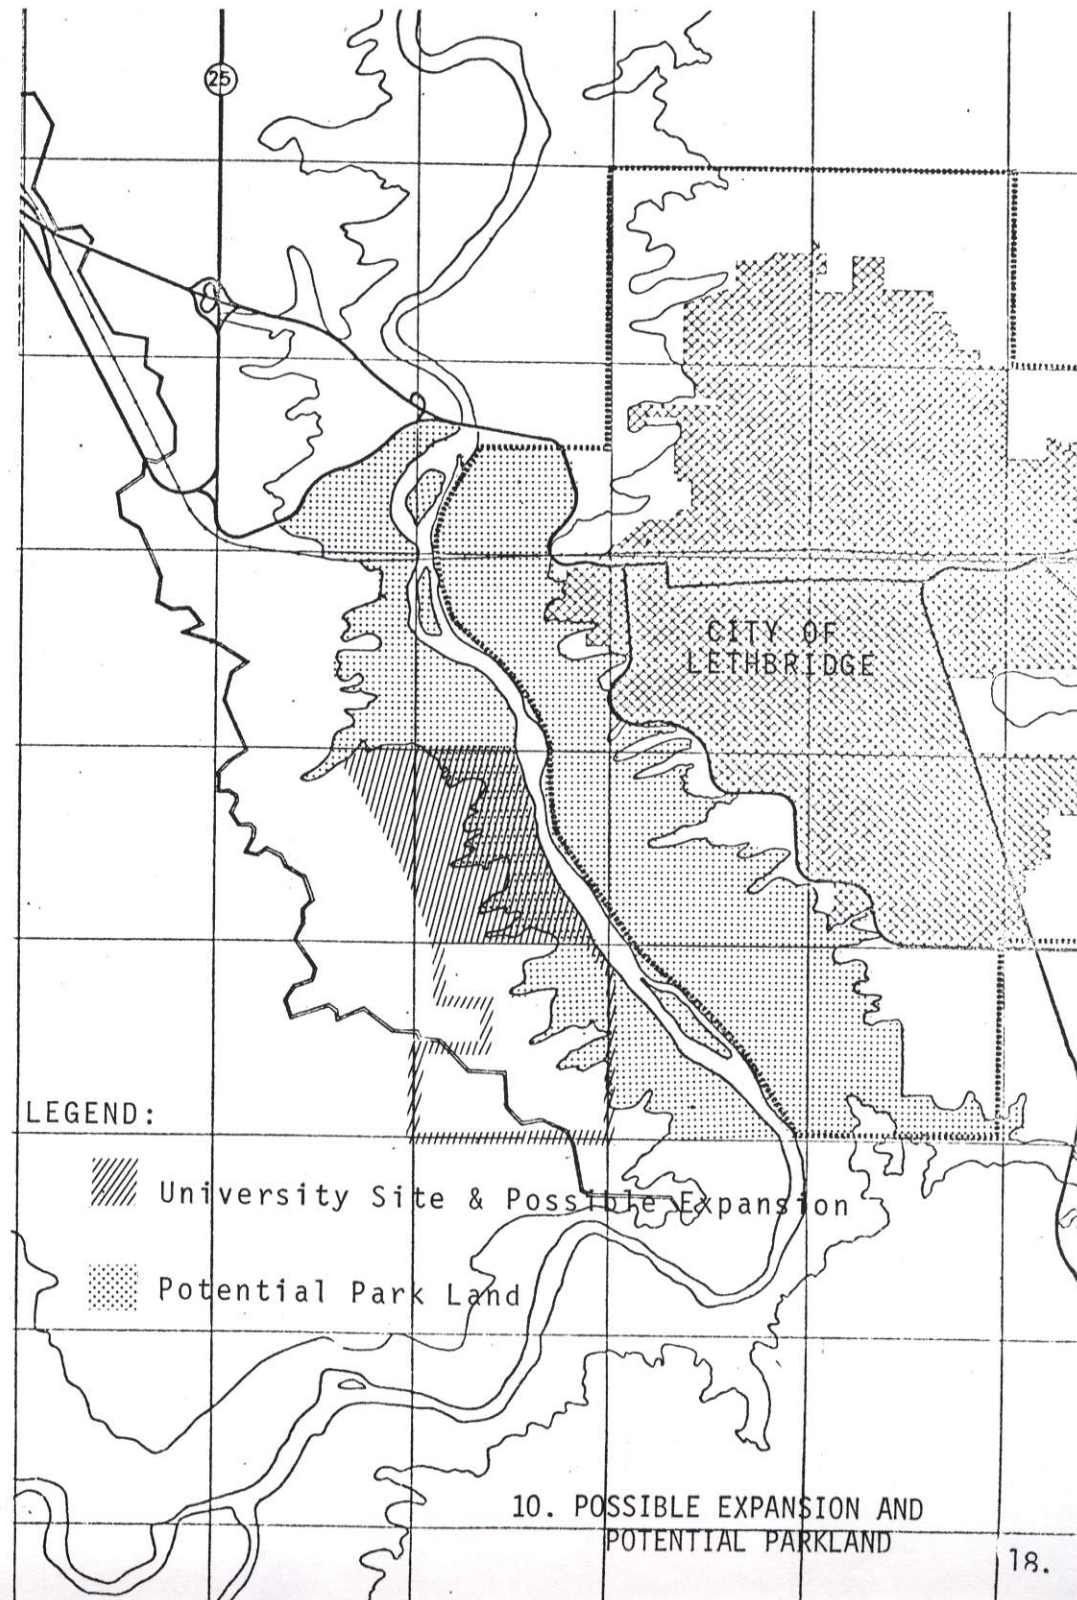 25
CITY OF
LETHBRIDGE
LEGEND:
University Site & Possible Expansion
Potential Park Land
10. POSSIBLE EXPANSION AND
POTENTIAL PARKLAND
18.